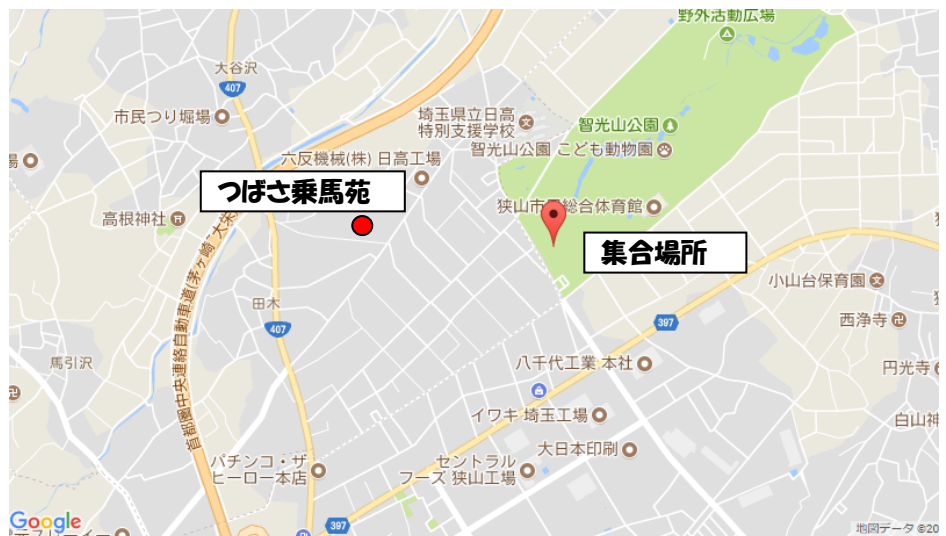 野外活動広場
大谷沢
407
市民つり堀場
埼玉県立日高
特別支援学校
智光山公園
智光山公園 こども動物園
場
六反機械(株) 日高工場
つばさ乗馬苑
狭山市
総合体育館
高根神社
集合場所
小山台保育園
首都圏中央連絡自動車道(茅ヶ崎
大栄
田木
407
397
西浄寺
馬引沢
八千代工業 本社
円光寺
イワキ 埼玉工場
白山神
大日本印刷
パチンコ・ザ
ヒーロー本店
セントラル
フーズ 狭山工場
Google
397
地図データ ©20